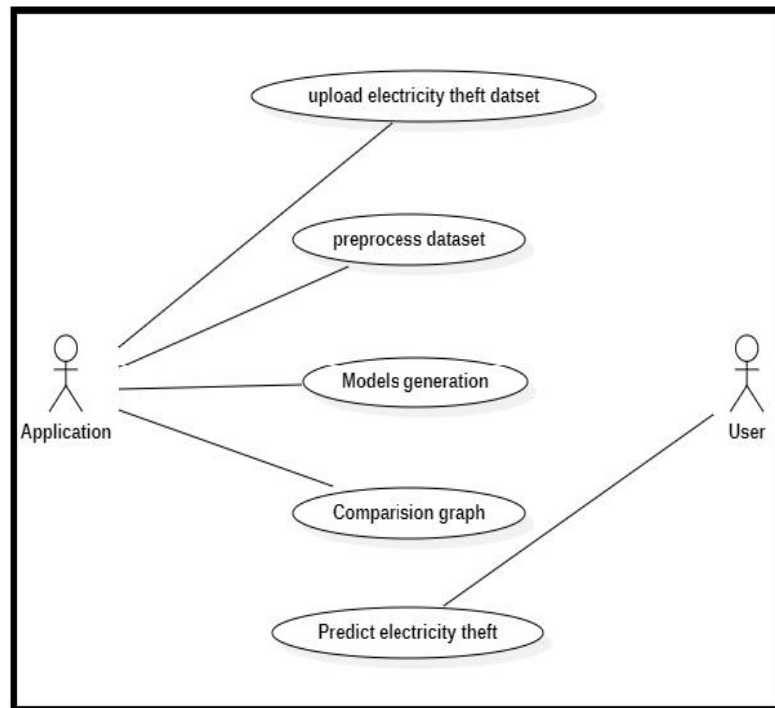 upload electricity theft datset
preprocess dataset
Models generation
Application
User
Comparision graph
Predict electricity theft